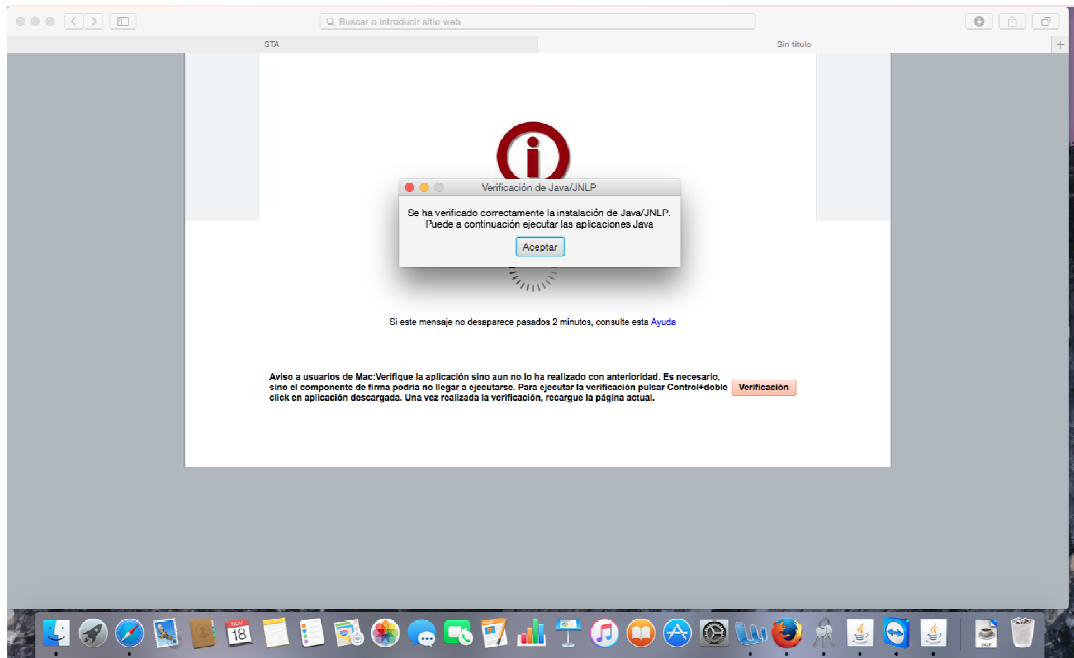 Buscar o introducir sitio web
STA
Sin título
Verificación de Java/JNLP
Se ha verificado correctamente la instalación de Java/JNLP.
Puede a continuación ejecutar las aplicaciones Java
Aceptar
Si este mensaje no desaparece pasados 2 minutos, consulte esta Ayuda
Aviso a usuarios de Mac:Verifique la aplicación sino aun no lo ha realizado con anterioridad. Es necesario,
sino el componente de firma podría no llegar a ejecutarse. Para ejecutar la verificación pulsar Control+doble
click en aplicación descargada. Una vez realizada la verificación, recargue la página actual.
Verificación
NOV
18
JNLP